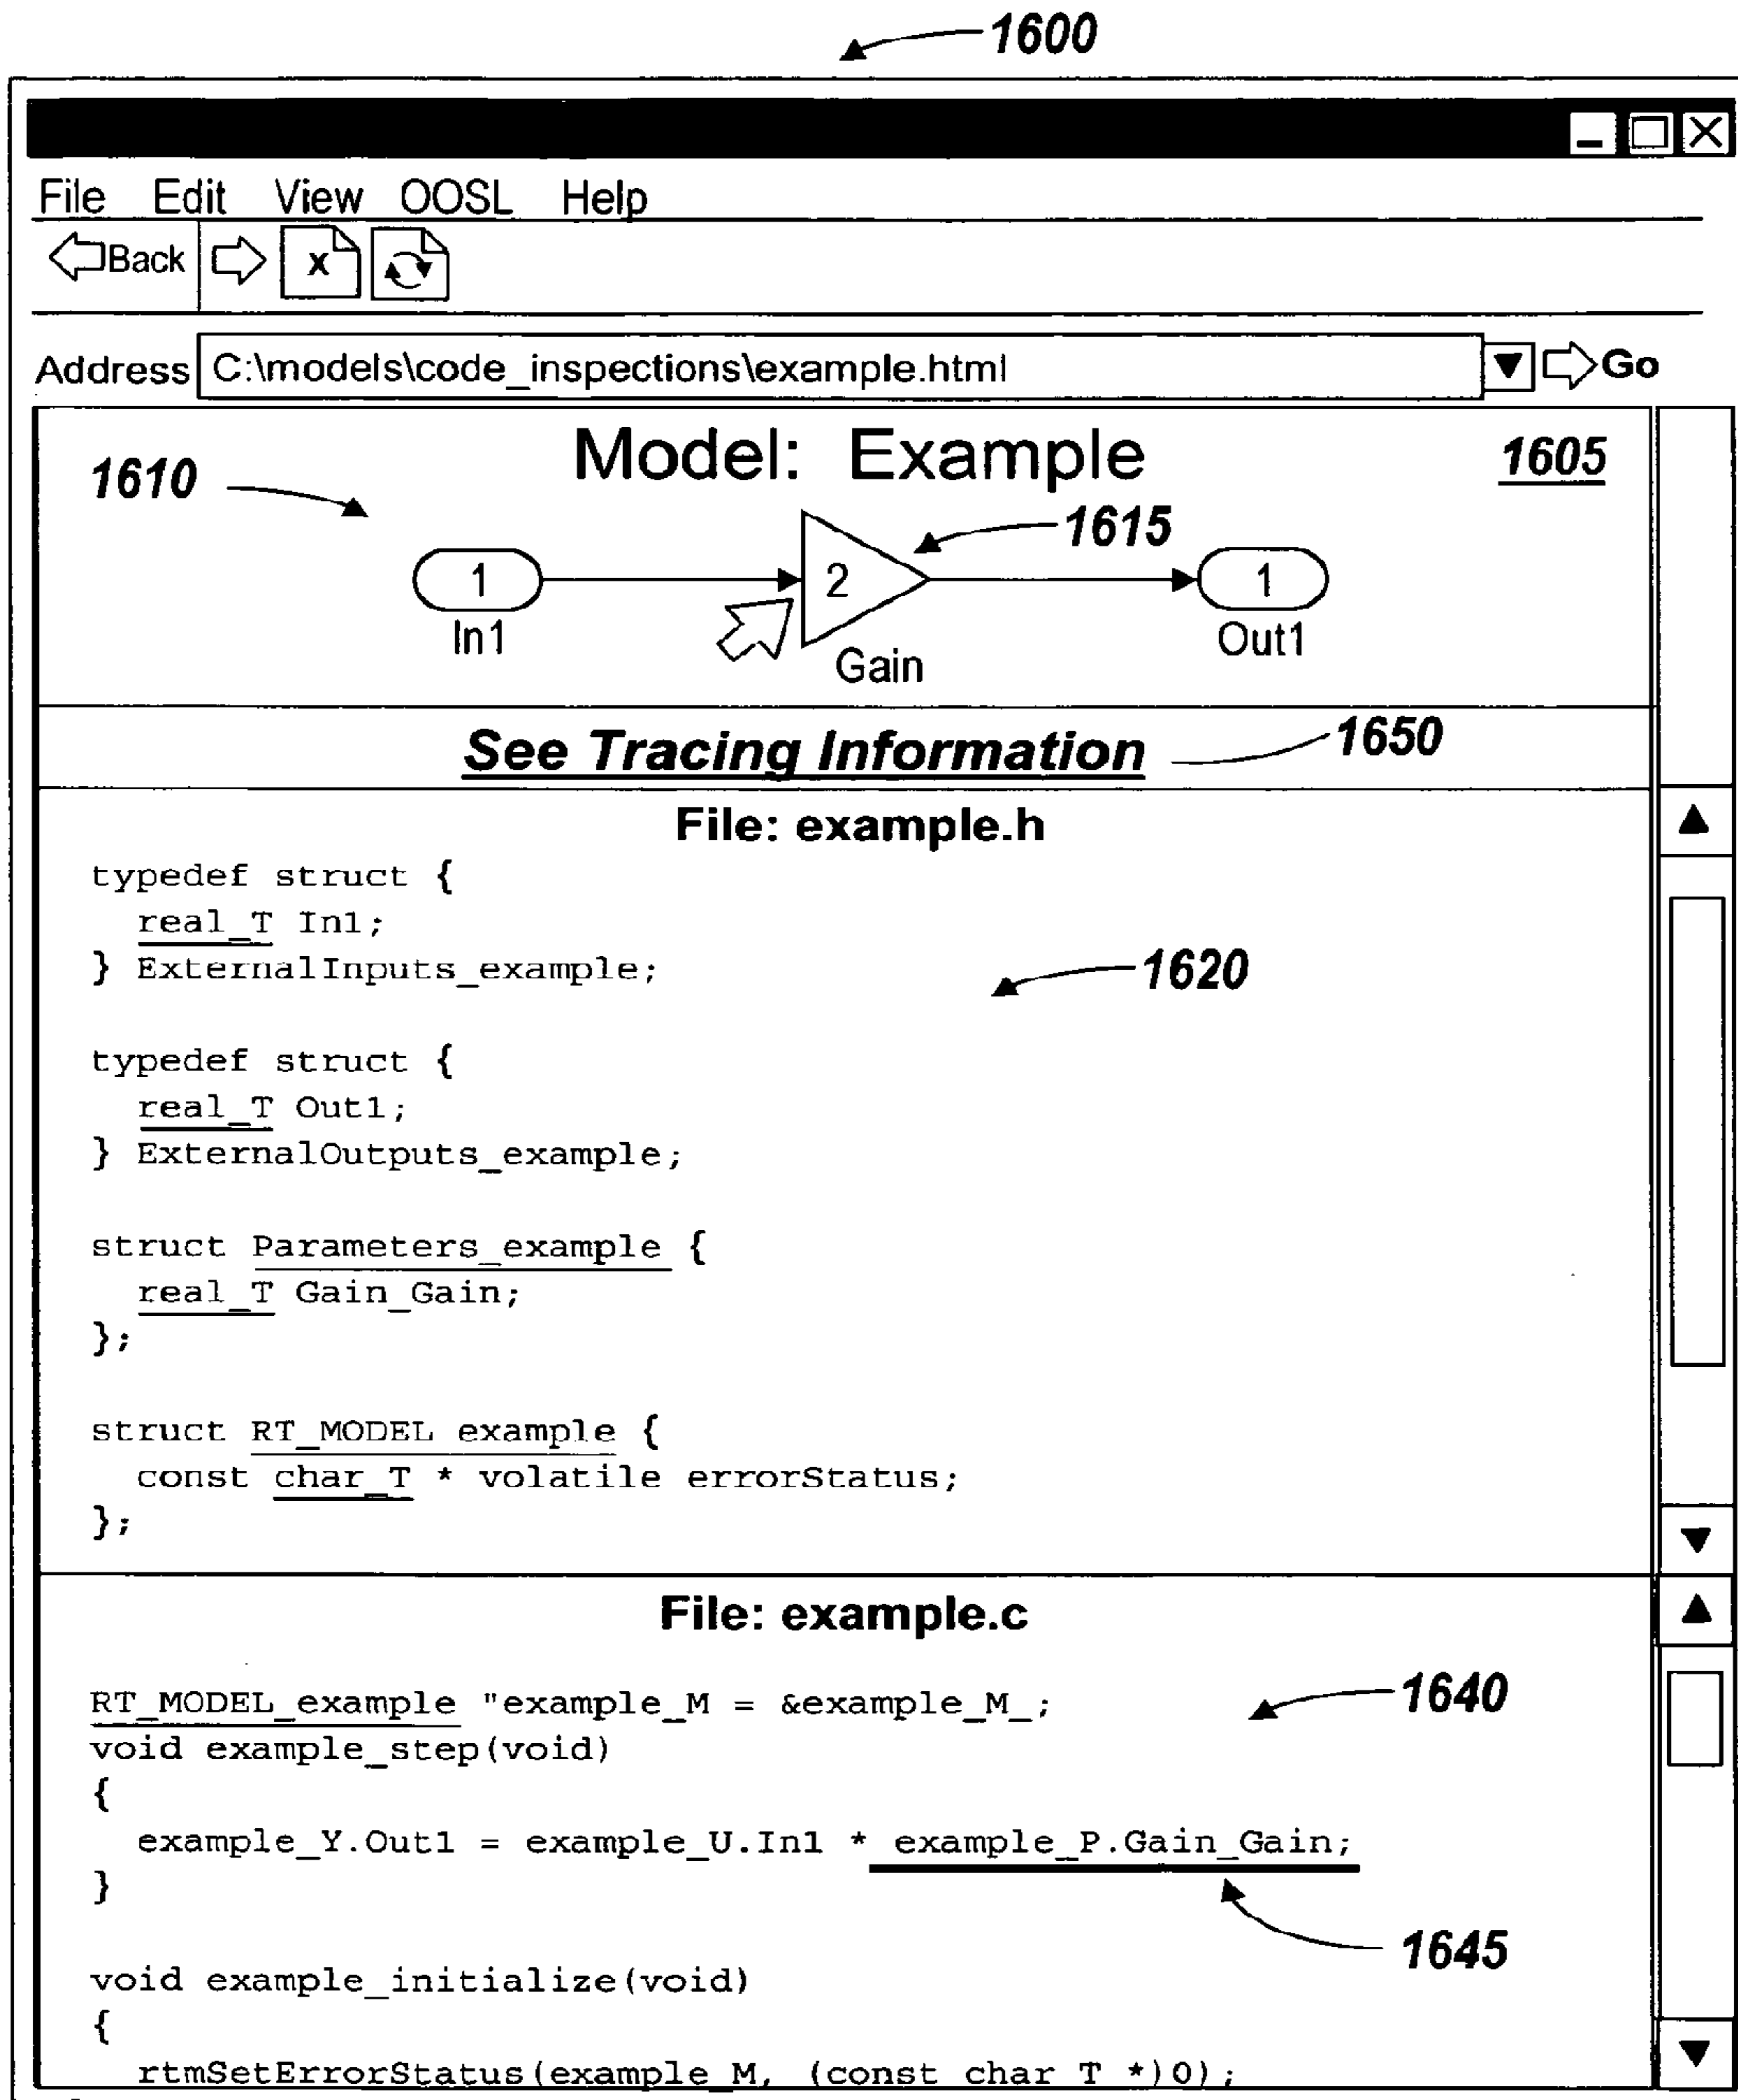 1600
File Edit View OOSL Help
Back x
Address C:\models\code_inspections\example.html Go
Model: Example 1605
1610
1615
1 2 1
In1 Gain Out1
See Tracing Information 1650
File: example.h
typedef struct {
real_T In1;
} ExternalInputs_example;
1620
typedef struct {
real_T Out1;
} ExternalOutputs_example;
struct Parameters_example {
real_T Gain_Gain;
};
struct RT_MODEL example {
const char_T * volatile errorStatus;
};
File: example.c
RT_MODEL_example "example_M = &example_M_; 1640
void example_step(void)
{
example_Y.Out1 = example_U.In1 * example_P.Gain_Gain;
}
1645
void example_initialize(void)
{
rtmSetErrorStatus(example_M, (const char T *)0);